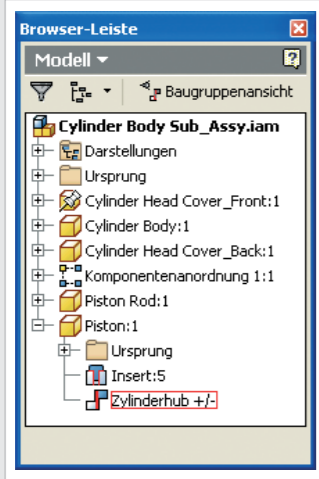 Browser-Leiste
Modell
Baugruppenansicht
Cylinder Body Sub_Assy.iam
Darstellungen
Ursprung
Cylinder Head Cover_Front:1
Cylinder Body:1
Cylinder Head Cover_Back:1
Komponentenanordnung 1:1
Piston Rod:1
Piston:1
Ursprung
Insert:5
Zylinderhub +/-